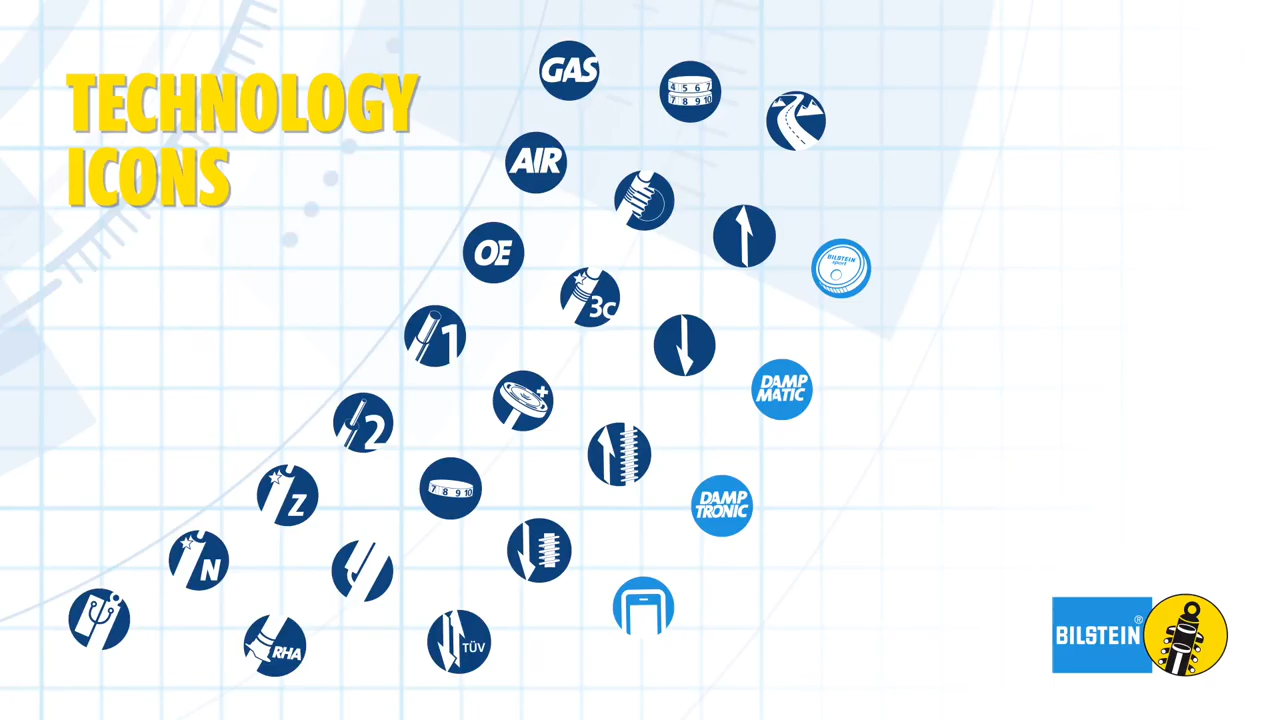 TECHNOLOGY
ICONS
GAS
4 5 6 7
7 8 9 10
AIR
OE
BILSTEIN
sport
3c
1
DAMP
MATIC
2
7 8 9 10
Z
DAMP
TRONIC
N
RHA
TÜV
BILSTEIN®